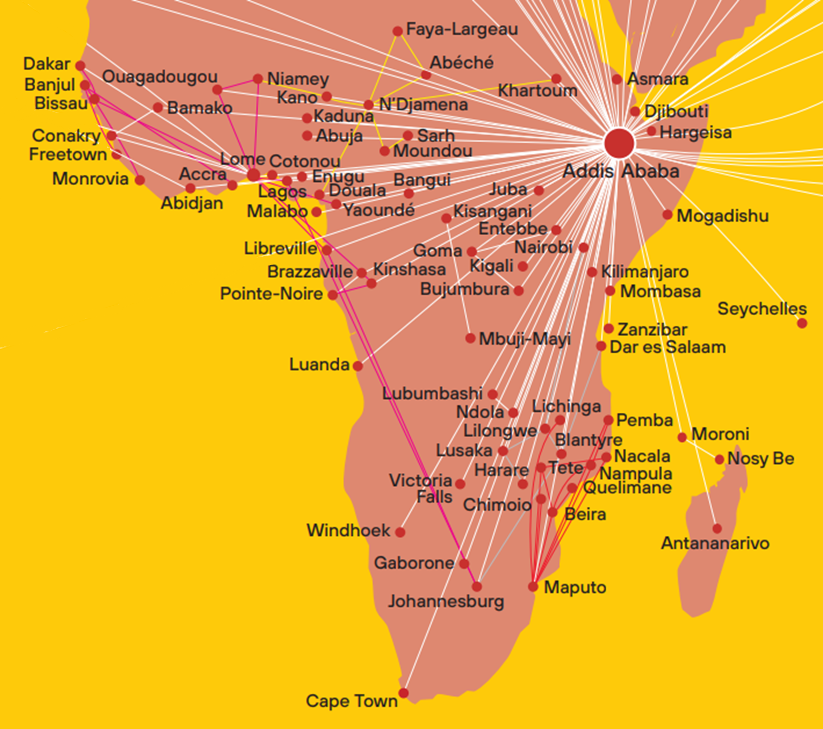 Faya-Largeau
Abéché
Dakar
Banjul
Bissau
Ouagadougou
Niamey
Kano
N'Djamena
Khartoum
Asmara
Bamako
Kaduna
Djibouti
Conakry
Freetown
Abuja
Sarh
Moundou
Hargeisa
Addis Ababa
Monrovia
Accra
Lome
Cotonou
Enugu
Lagos
Douala
Bangui
Juba
Abidjan
Malabo
Yaoundé
Kisangani
Entebbe
Mogadishu
Libreville
Goma
Nairobi
Brazzaville
Kinshasa
Kigali
Kilimanjaro
Pointe-Noire
Bujumbura
Mombasa
Seychelles
Mbuji-Mayi
Zanzibar
Dar es Salaam
Luanda
Lubumbashi
Ndola
Lichinga
Pemba
Lilongwe
Blantyre
Moroni
Lusaka
Nacala
Nosy Be
Harare
Tete
Nampula
Victoria
Falls
Quelimane
Chimoio
Beira
Windhoek
Antananarivo
Gaborone
Johannesburg
Maputo
Cape Town